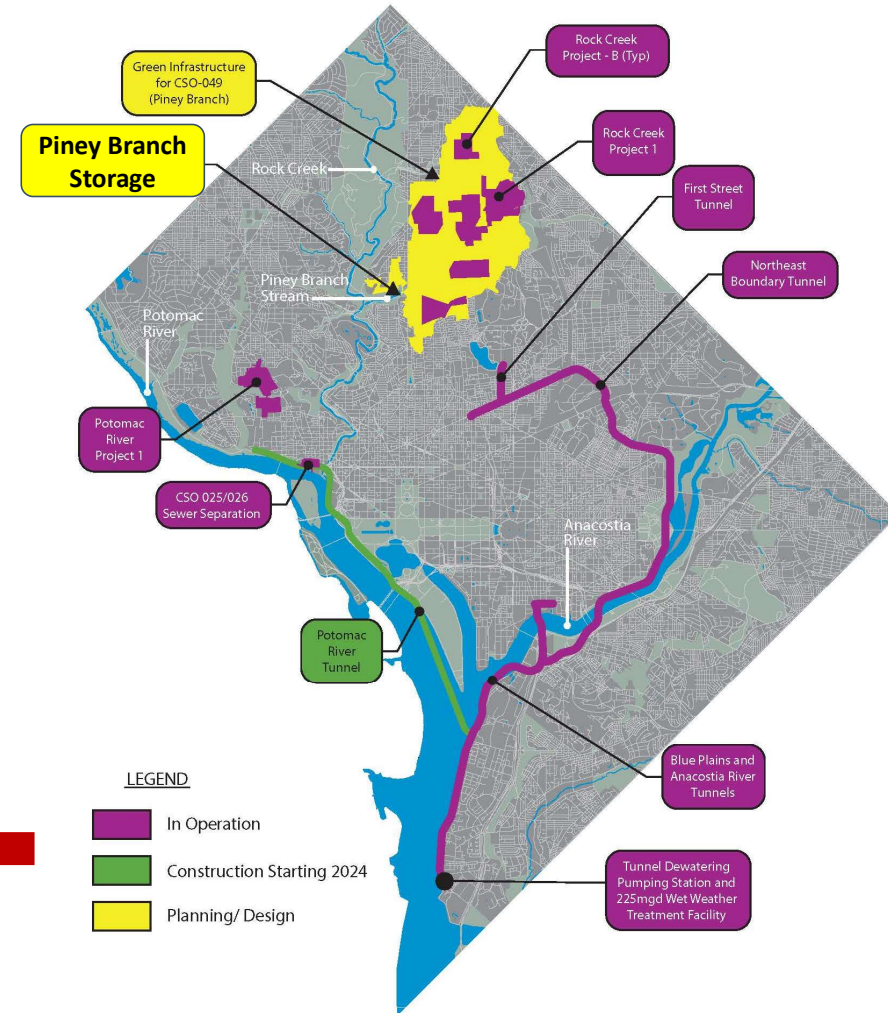 Rock Creek
Project - B (Typ)
Green Infrastructure
for CSO-049
(Piney Branch)
Piney Branch
Storage
Rock Creek
Rock Creek
Project 1
First Street
Tunnel
Northeast
Boundary Tunnel
Piney Branch
Stream
Potomac
River
Potomac
River
Project 1
CSO 025/026
Sewer Separation
Anacostia
River
Potomac
River
Tunnel
Blue Plains and
Anacostia River
Tunnels
LEGEND
In Operation
Construction Starting 2024
Planning/ Design
Tunnel Dewatering
Pumping Station and
225mgd Wet Weather
Treatment Facility